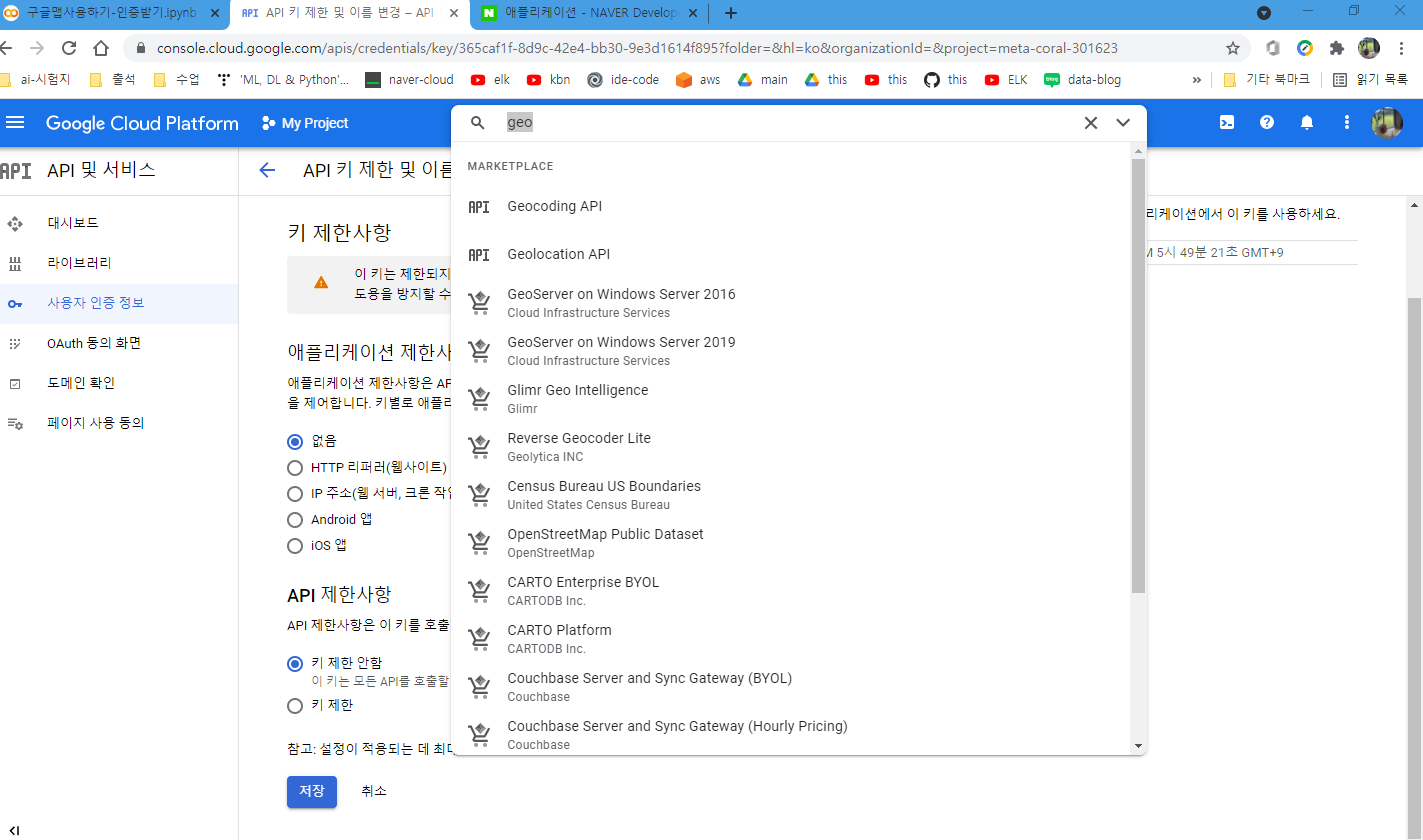 구글맵사용하기-인증받기.ipynb
API API 키 제한 및 이름 변경 – API
N 애플리케이션 - NAVER Develop
console.cloud.google.com/apis/credentials/key/365caf1f-8d9c-42e4-bb30-9e3d1614f895?folder=&hl=ko&organizationId=&project=meta-coral-301623
ai-시험지 출석 수업 'ML, DL & Python'... naver-cloud elk kbn ide-code aws main this this this ELK blog data-blog » 기타 북마크 읽기 목록
Google Cloud Platform My Project
geo
API API 및 서비스
대시보드
라이브러리
사용자 인증 정보
OAuth 동의 화면
도메인 확인
페이지 사용 동의
API 키 제한 및 이름
키 제한사항
이 키는 제한되지
도용을 방지할 수
애플리케이션 제한사
애플리케이션 제한사항은 AP
을 제어합니다. 키별로 애플리
없음
HTTP 리퍼러(웹사이트)
IP 주소(웹 서버, 크론 작업
Android 앱
iOS 앱
API 제한사항
API 제한사항은 이 키를 호출
키 제한 안함
이 키는 모든 API를 호출할
키 제한
참고: 설정이 적용되는 데 최대
저장 취소
MARKETPLACE
API Geocoding API
API Geolocation API
GeoServer on Windows Server 2016
Cloud Infrastructure Services
GeoServer on Windows Server 2019
Cloud Infrastructure Services
Glimr Geo Intelligence
Glimr
Reverse Geocoder Lite
Geolytica INC
Census Bureau US Boundaries
United States Census Bureau
OpenStreetMap Public Dataset
OpenStreetMap
CARTO Enterprise BYOL
CARTODB Inc.
CARTO Platform
CARTODB Inc.
Couchbase Server and Sync Gateway (BYOL)
Couchbase
Couchbase Server and Sync Gateway (Hourly Pricing)
Couchbase
리케이션에서 이 키를 사용하세요.
M 5시 49분 21초 GMT+9